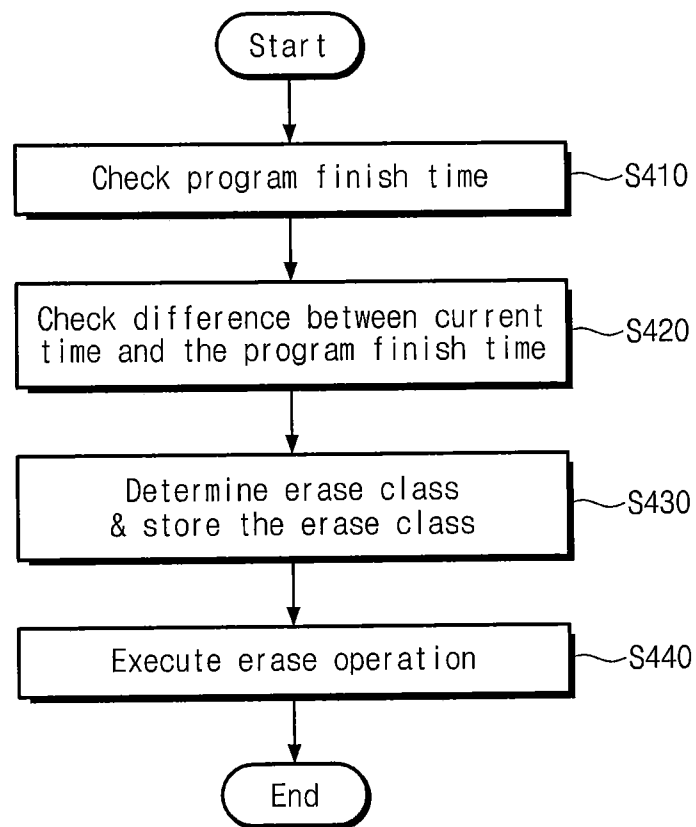 Start
Check program finish time
S410
Check difference between current
time and the program finish time
S420
Determine erase class
& store the erase class
S430
Execute erase operation
S440
End